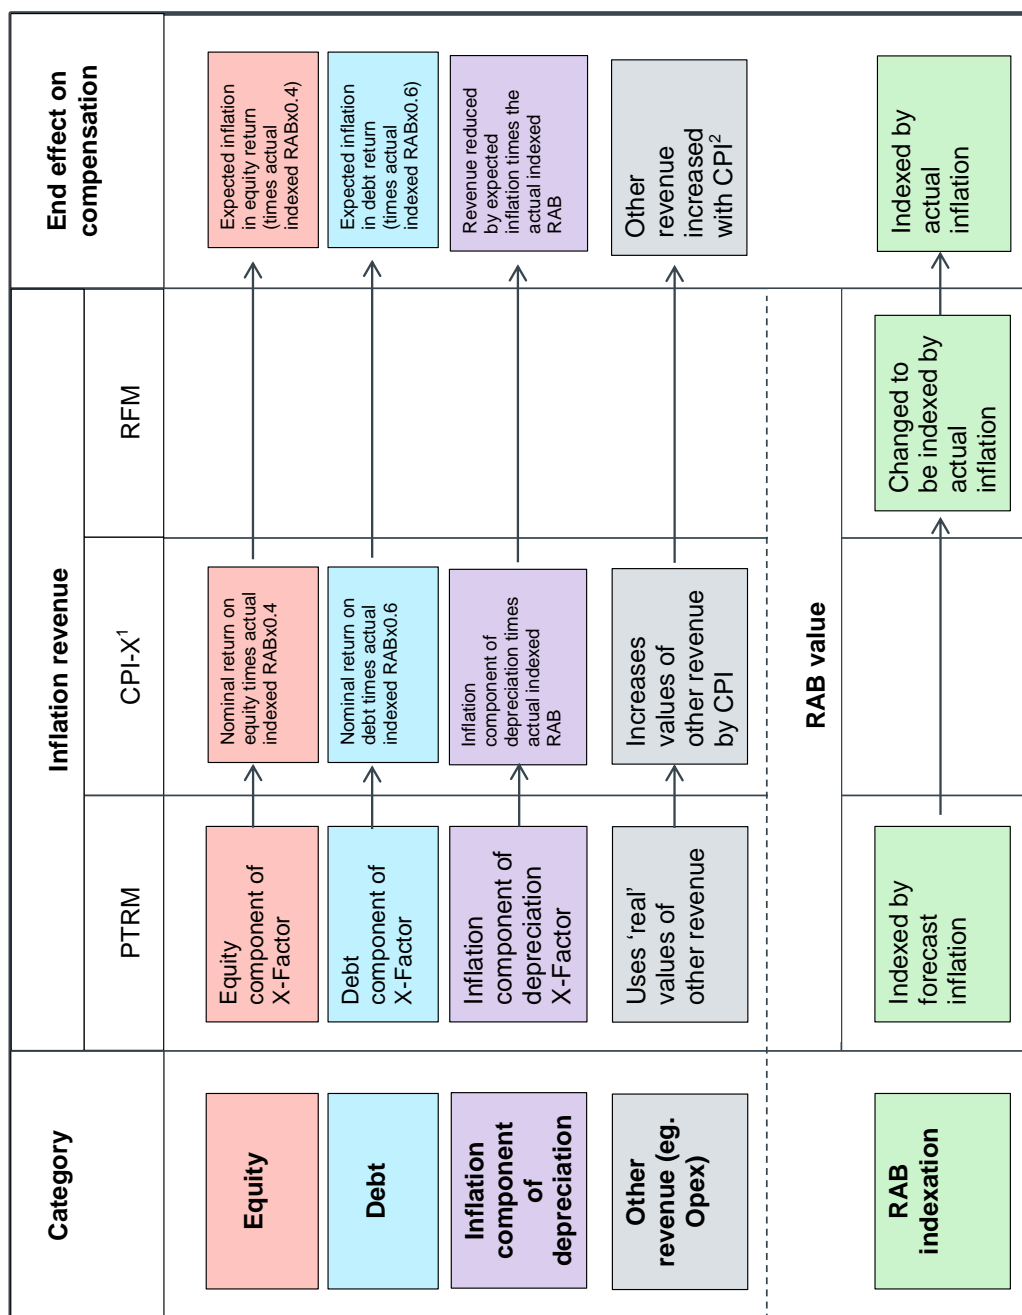 Category
Inflation revenue
End effect on
compensation
PTRM
CPI-X¹
RFM
Equity
Equity
component of
X-Factor
Nominal return on
equity times actual
indexed RABx0.4
Expected inflation
in equity return
(times actual
indexed RABx0.4)
Debt
Debt
component of
X-Factor
Nominal return on
debt times actual
indexed RABx0.6
Expected inflation
in debt return
(times actual
indexed RABx0.6)
Inflation
component
of
depreciation
Inflation
component of
depreciation
X-Factor
Inflation
component of
depreciation times
actual indexed
RAB
Revenue reduced
by expected
inflation times the
actual indexed
RAB
Other
revenue (eg.
Opex)
Uses ‘real’
values of
other revenue
Increases
values of
other revenue
by CPI
Other
revenue
increased
with CPI²
RAB value
RAB
indexation
Indexed by
forecast
inflation
Changed to
be indexed by
actual
inflation
Indexed by
actual
inflation